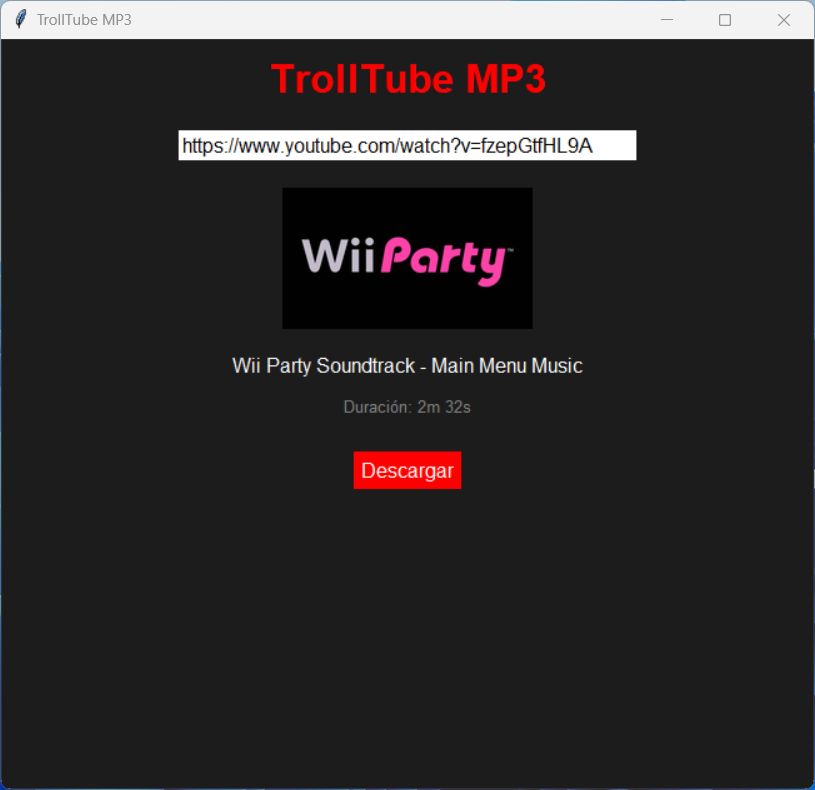 TrollTube MP3
TrollTube MP3
https://www.youtube.com/watch?v=fzepGtfHL9A
Wii Party™
Wii Party Soundtrack - Main Menu Music
Duración: 2m 32s
Descargar